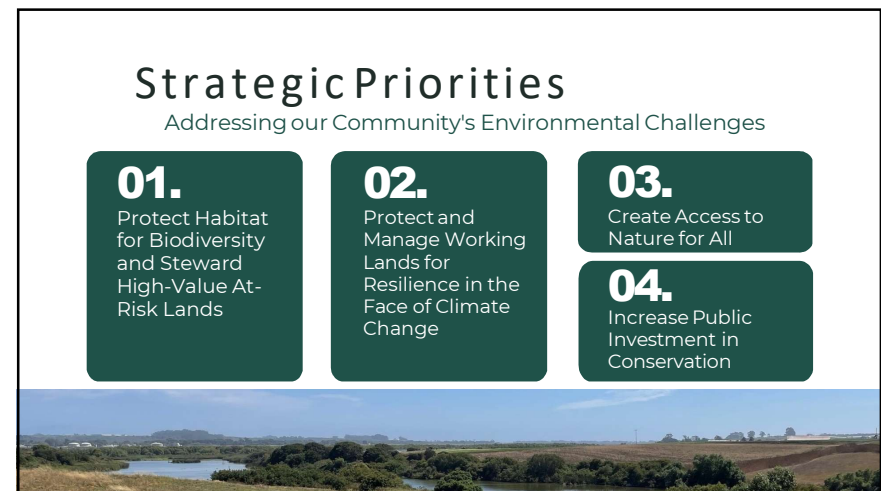 Strategic Priorities
Addressing our Community's Environmental Challenges
01.
Protect Habitat
for Biodiversity
and Steward
High-Value At-
Risk Lands
02.
Protect and
Manage Working
Lands for
Resilience in the
Face of Climate
Change
03.
Create Access to
Nature for All
04.
Increase Public
Investment in
Conservation